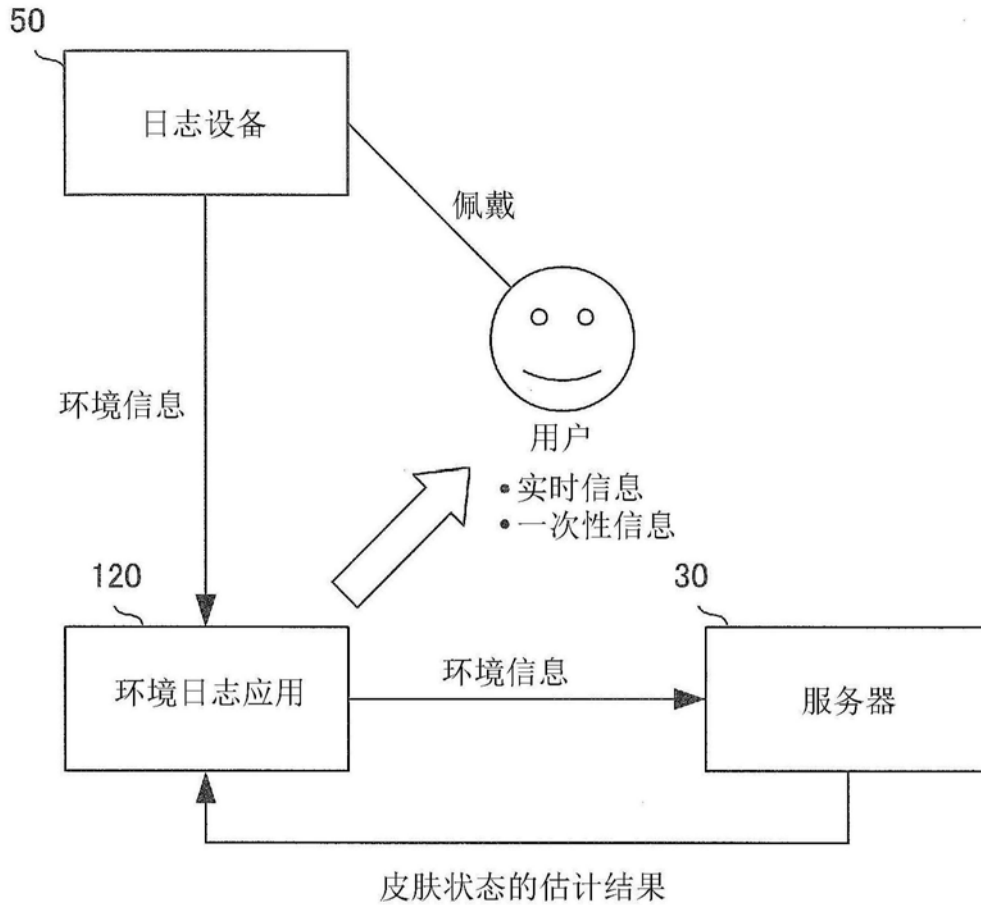 50
日志设备
佩戴
环境信息
用户
•实时信息
•一次性信息
120
30
环境日志应用
环境信息
服务器
皮肤状态的估计结果